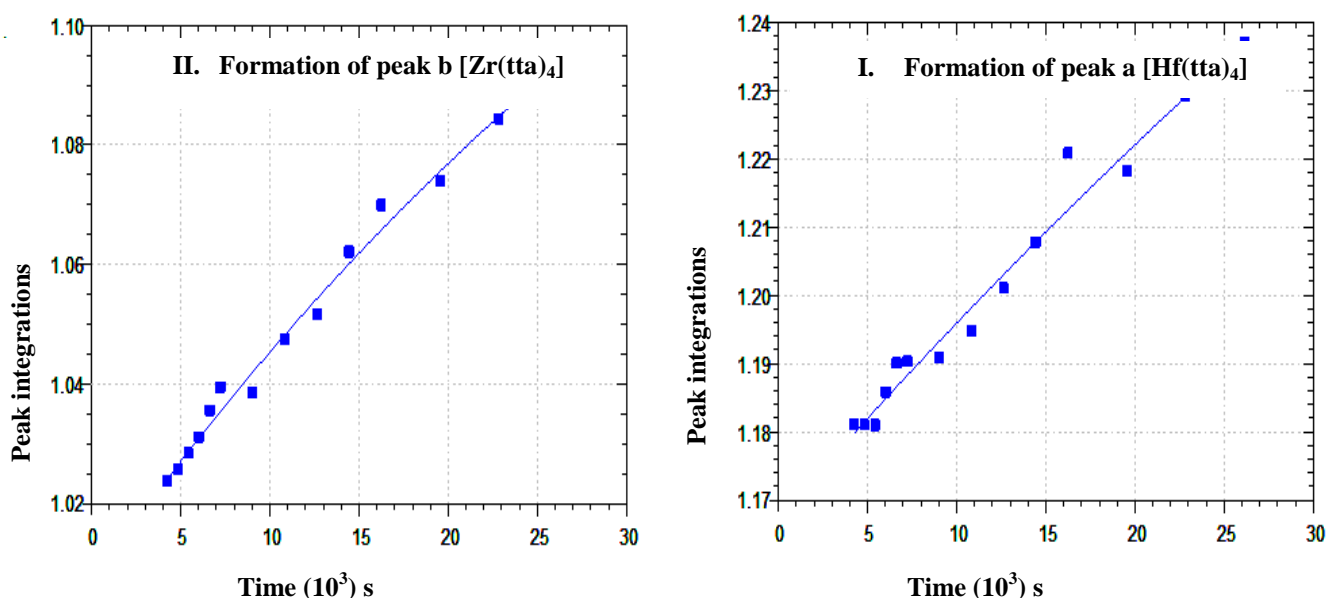 II. Formation of peak b [Zr(tta)₄]
Peak integrations
1.10
1.08
1.06
1.04
1.02
0 5 10 15 20 25 30
Time (10³) s
I. Formation of peak a [Hf(tta)₄]
Peak integrations
1.24
1.23
1.22
1.21
1.20
1.19
1.18
1.17
0 5 10 15 20 25 30
Time (10³) s